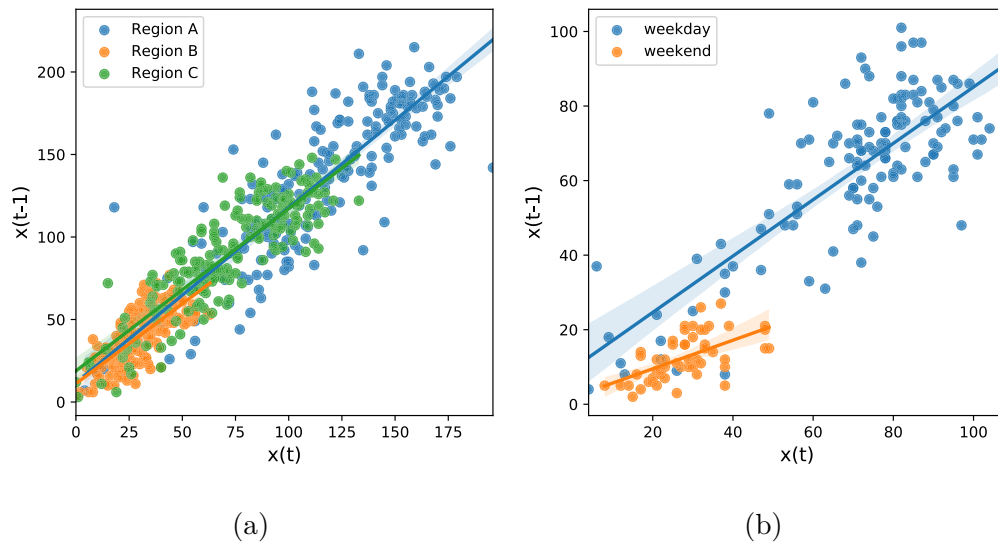 Region A
Region B
Region C
200
150
100
50
0
x(t-1)
0 25 50 75 100 125 150 175
x(t)
(a)
weekday
weekend
100
80
60
40
20
0
x(t-1)
20 40 60 80 100
x(t)
(b)